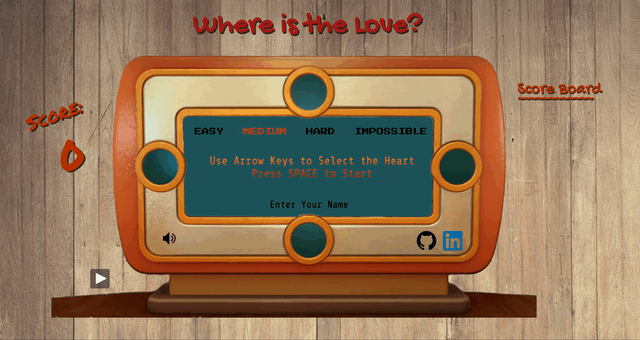 Where is the Love?
SCORE:
0
Score Board
EASY MEDIUM HARD IMPOSSIBLE
Use Arrow Keys to Select the Heart
Press SPACE to Start
Enter Your Name
in